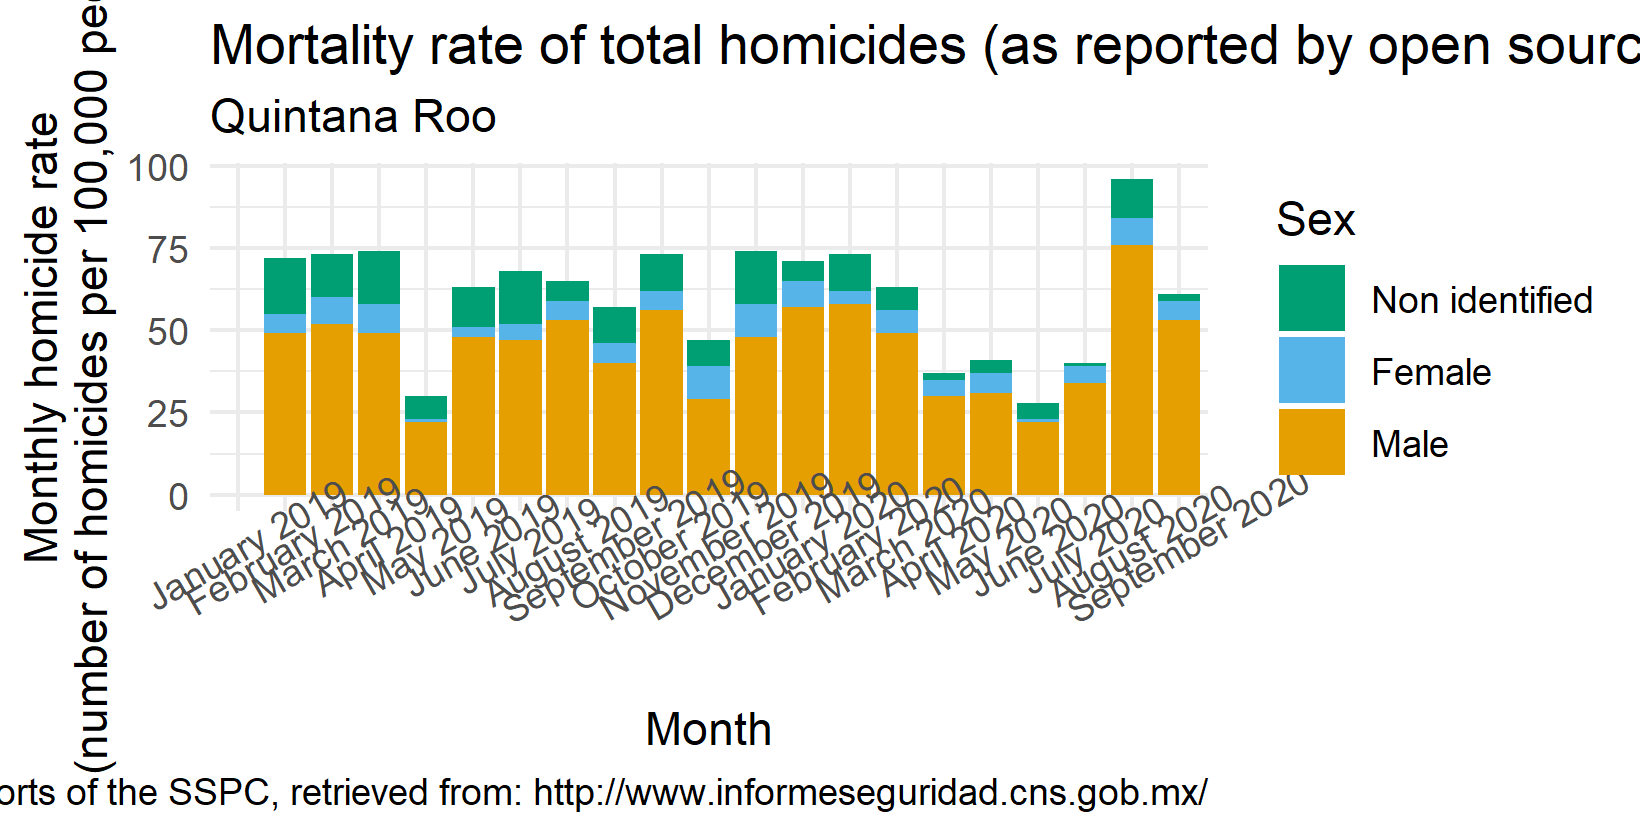 Mortality rate of total homicides (as reported by open sourc
Quintana Roo
Monthly homicide rate
(number of homicides per 100,000 pe
100
75
50
25
0
January 2019
February 2019
March 2019
April 2019
May 2019
June 2019
July 2019
August 2019
September 2019
October 2019
November 2019
December 2019
January 2020
February 2020
March 2020
April 2020
May 2020
June 2020
July 2020
August 2020
September 2020
Month
Sex
Non identified
Female
Male
orts of the SSPC, retrieved from: http://www.informeseguridad.cns.gob.mx/